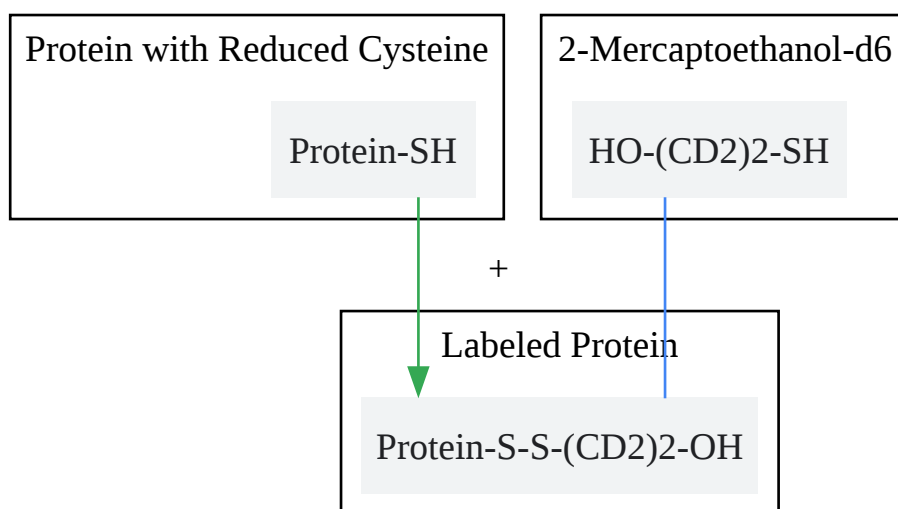 Protein with Reduced Cysteine
2-Mercaptoethanol-d6
Protein-SH
HO-(CD2)2-SH
+
Labeled Protein
Protein-S-S-(CD2)2-OH